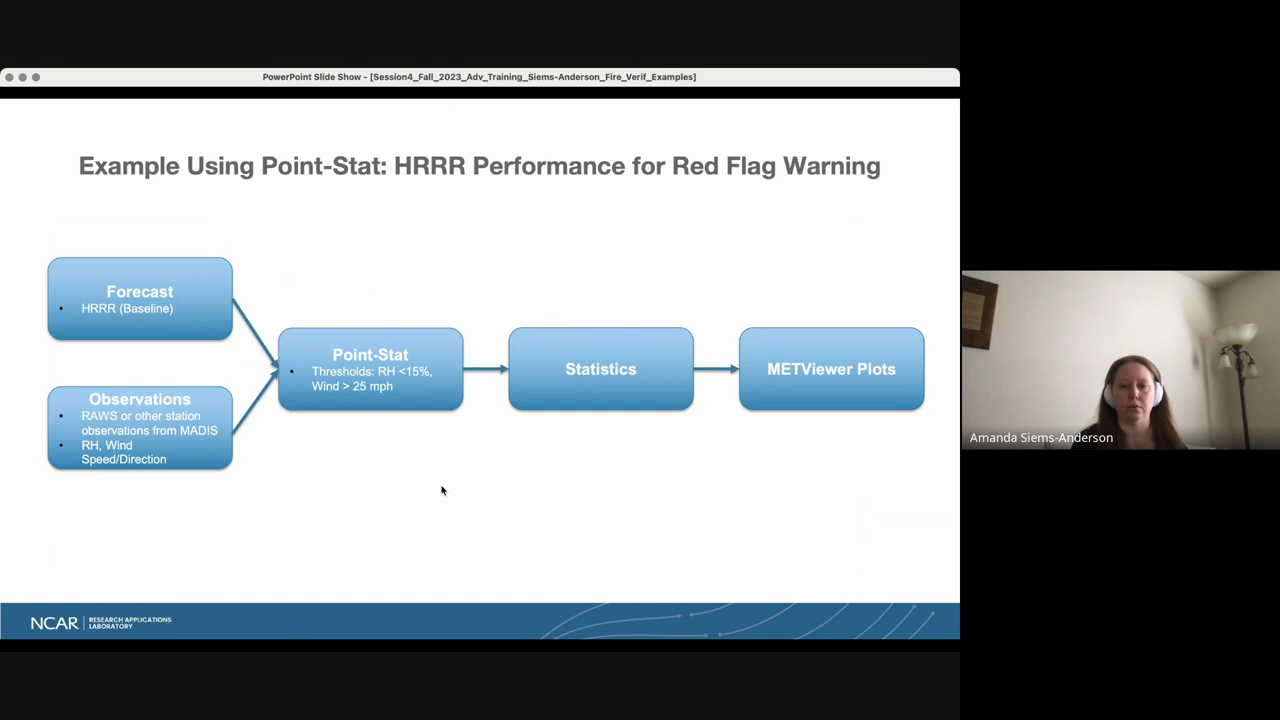 PowerPoint Slide Show - [Session4_Fall_2023_Adv_Training_Siems-Anderson_Fire_Verif_Examples]
Example Using Point-Stat: HRRR Performance for Red Flag Warning
Forecast
• HRRR (Baseline)
Observations
• RAWS or other station
observations from MADIS
• RH, Wind
Speed/Direction
Point-Stat
• Thresholds: RH <15%,
Wind > 25 mph
Statistics
METViewer Plots
Amanda Siems-Anderson
NCAR
RESEARCH APPLICATIONS
LABORATORY